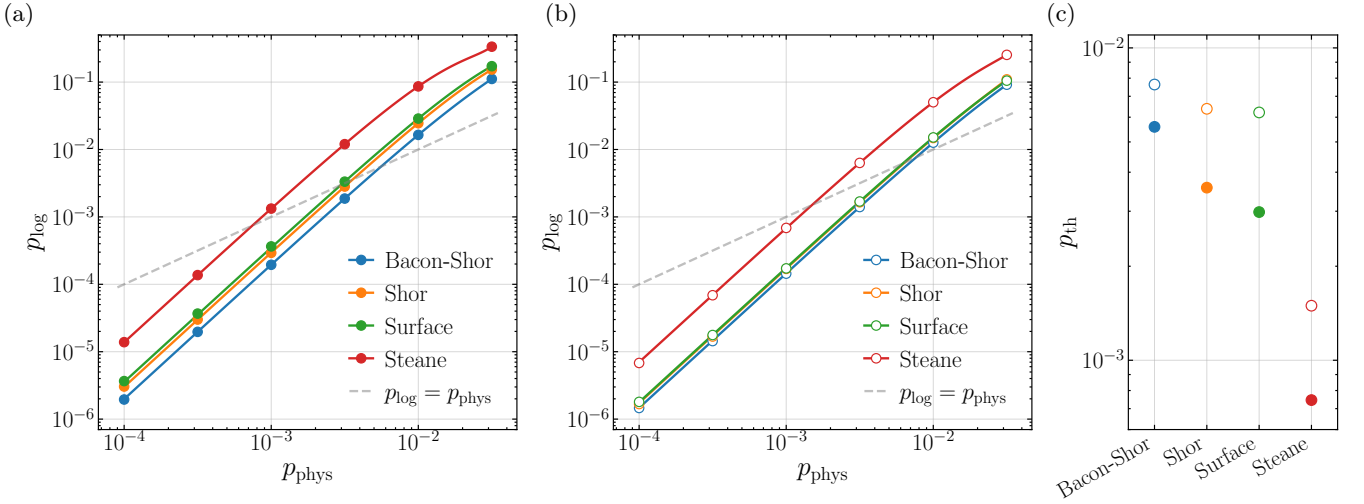 (a)
p_log
10^-1
10^-2
10^-3
10^-4
10^-5
10^-6
Bacon-Shor
Shor
Surface
Steane
p_log = p_phys
10^-4
10^-3
10^-2
p_phys
(b)
p_log
10^-1
10^-2
10^-3
10^-4
10^-5
10^-6
Bacon-Shor
Shor
Surface
Steane
p_log = p_phys
10^-4
10^-3
10^-2
p_phys
(c)
p_th
10^-2
10^-3
Bacon-Shor
Shor
Surface
Steane